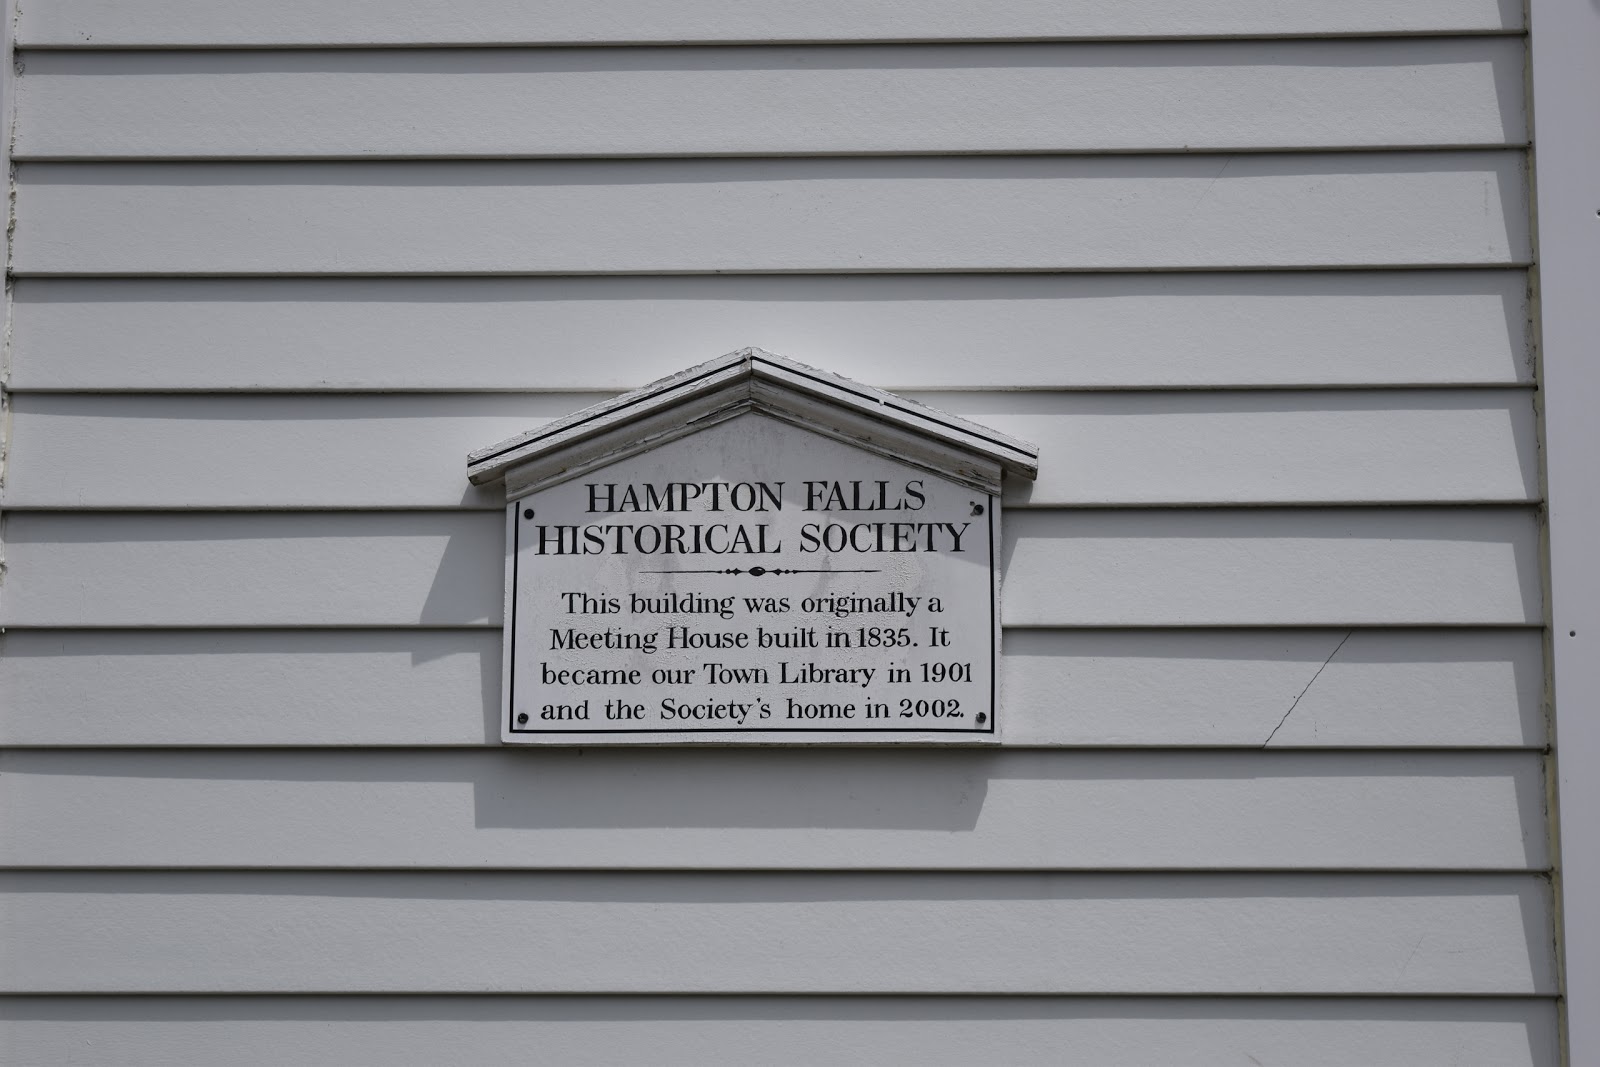 HAMPTON FALLS
HISTORICAL SOCIETY
This building was originally a
Meeting House built in 1835. It
became our Town Library in 1901
and the Society's home in 2002.